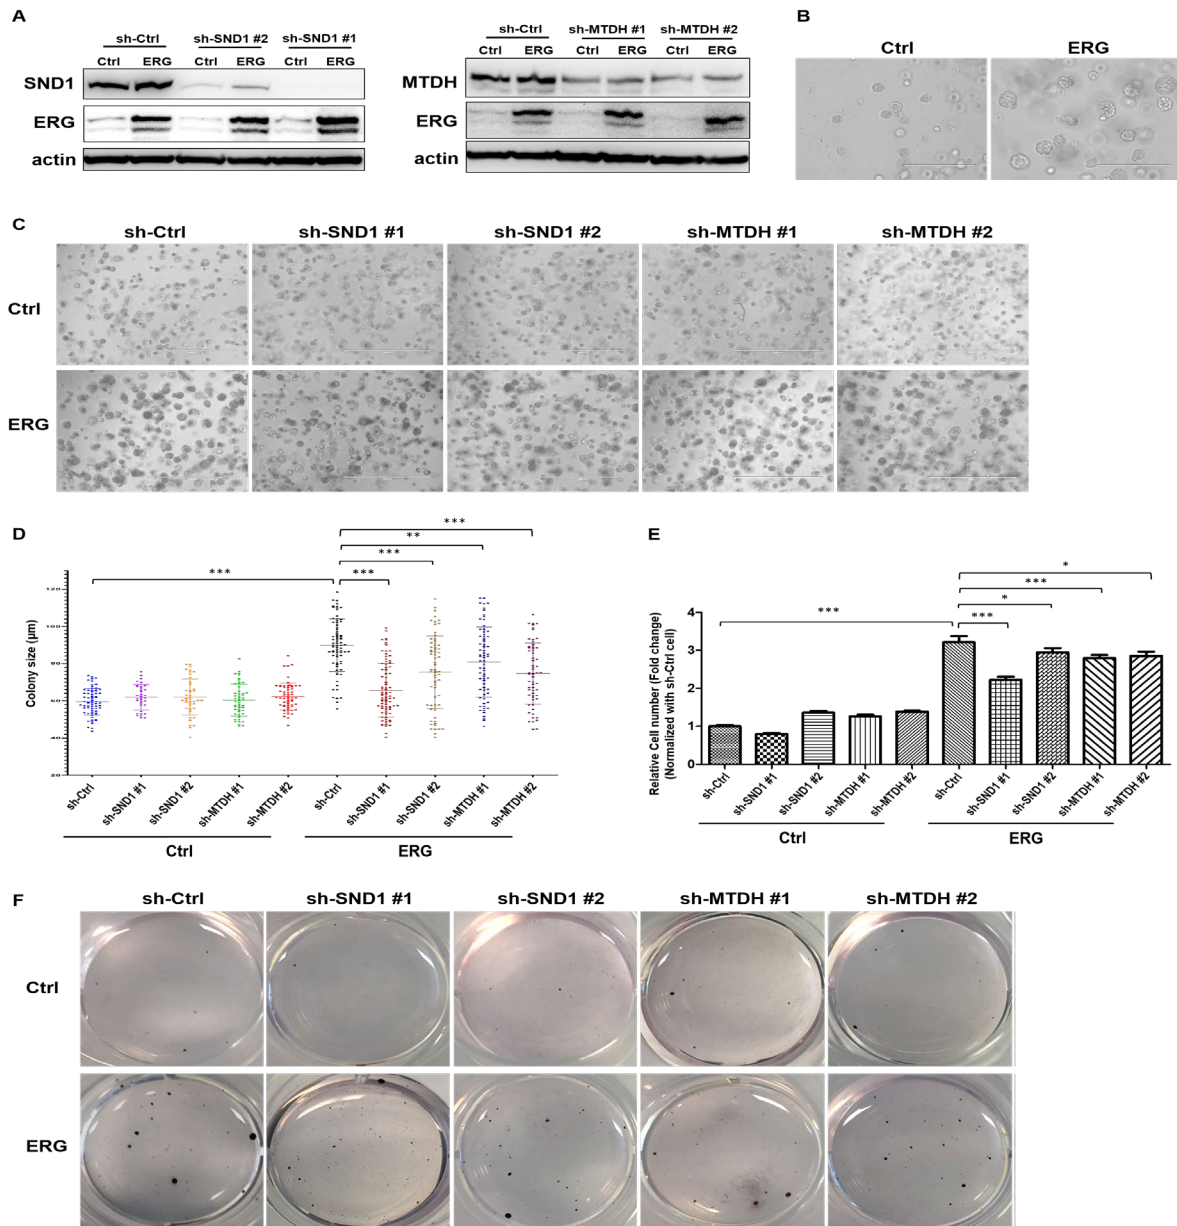 A
sh-Ctrl sh-SND1 #2 sh-SND1 #1
Ctrl ERG Ctrl ERG Ctrl ERG
SND1
ERG
actin
sh-Ctrl sh-MTDH #1 sh-MTDH #2
Ctrl ERG Ctrl ERG Ctrl ERG
MTDH
ERG
actin
B
Ctrl ERG
C
sh-Ctrl sh-SND1 #1 sh-SND1 #2 sh-MTDH #1 sh-MTDH #2
Ctrl
ERG
D
***
**
***
*** ***
Colony size (µm)
120
100
80
60
40
20
sh-Ctrl sh-SND1 #1 sh-SND1 #2 sh-MTDH #1 sh-MTDH #2 sh-Ctrl sh-SND1 #1 sh-SND1 #2 sh-MTDH #1 sh-MTDH #2
Ctrl ERG
E
*
***
*
*** ***
Relative Cell number (Fold change)
(Normalized with sh-Ctrl cell)
4
3
2
1
0
sh-Ctrl sh-SND1 #1 sh-SND1 #2 sh-MTDH #1 sh-MTDH #2 sh-Ctrl sh-SND1 #1 sh-SND1 #2 sh-MTDH #1 sh-MTDH #2
Ctrl ERG
F
sh-Ctrl sh-SND1 #1 sh-SND1 #2 sh-MTDH #1 sh-MTDH #2
Ctrl
ERG